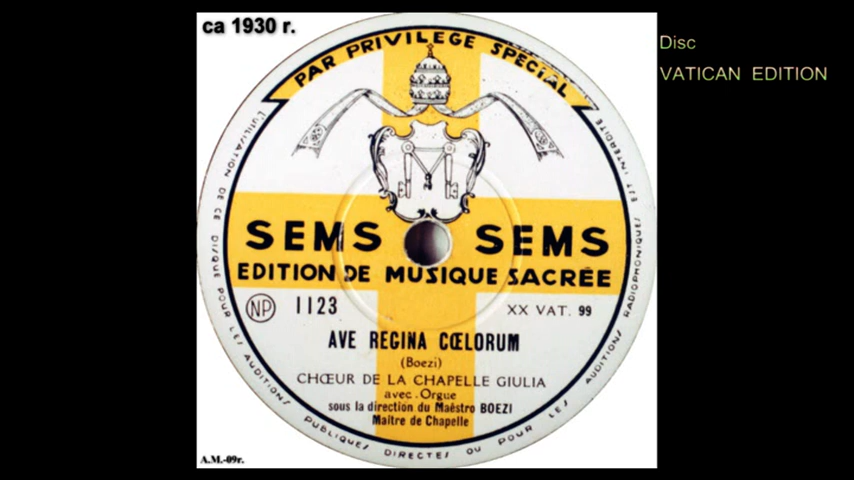 ca 1930 r.
Disc
VATICAN EDITION
PAR PRIVILEGE SPÉCIAL
SEMS SEMS
EDITION DE MUSIQUE SACRÉE
NP 1123 XX VAT. 99
AVE REGINA CŒLORUM
(Boezi)
CHŒUR DE LA CHAPELLE GIULIA
avec Orgue
sous la direction du Maëstro BOEZI
Maître de Chapelle
L'UTILISATION DE CE DISQUE POUR LES AUDITIONS PUBLIQUES DIRECTES OU POUR LES AUDITIONS RADIOPHONIQUES EST INTERDITE
A.M.-09r.